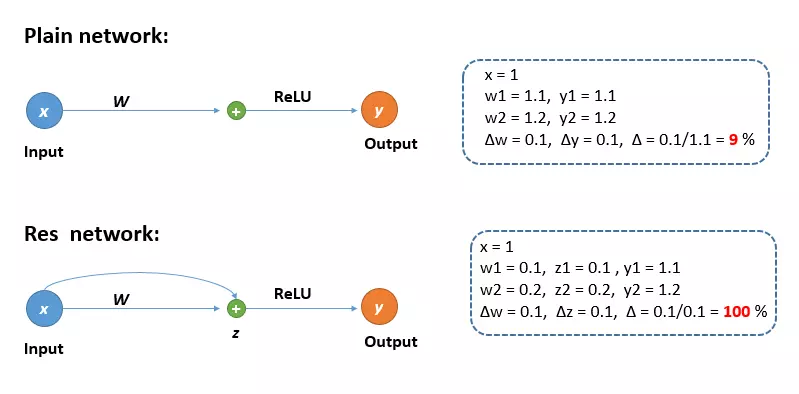 Plain network:
x
W
+
ReLU
y
Input
Output
x = 1
w1 = 1.1, y1 = 1.1
w2 = 1.2, y2 = 1.2
Δw = 0.1, Δy = 0.1, Δ = 0.1/1.1 = 9 %
Res network:
x
W
+
ReLU
y
z
Input
Output
x = 1
w1 = 0.1, z1 = 0.1 , y1 = 1.1
w2 = 0.2, z2 = 0.2, y2 = 1.2
Δw = 0.1, Δz = 0.1, Δ = 0.1/0.1 = 100 %